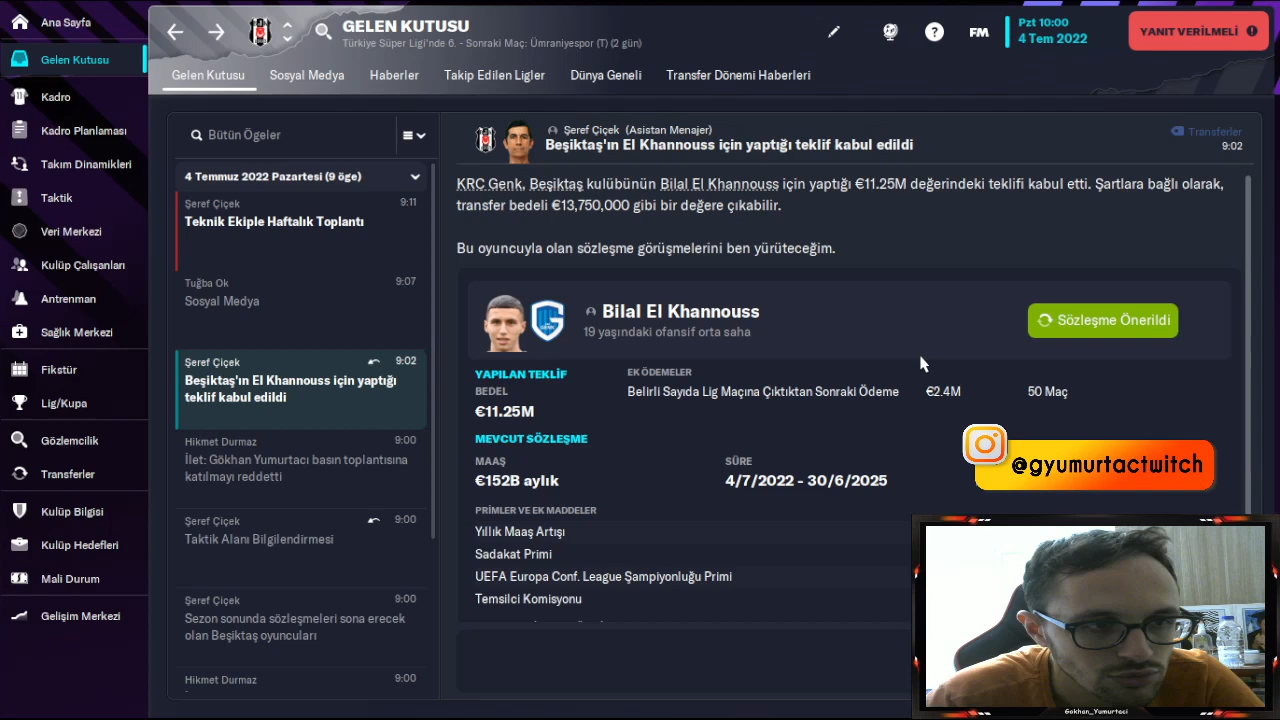 Ana Sayfa
Gelen Kutusu
Kadro
Kadro Planlaması
Takım Dinamikleri
Taktik
Veri Merkezi
Kulüp Çalışanları
Antrenman
Sağlık Merkezi
Fikstür
Lig/Kupa
Gözlemcilik
Transferler
Kulüp Bilgisi
Kulüp Hedefleri
Mali Durum
Gelişim Merkezi
GELEN KUTUSU
Türkiye Süper Ligi'nde 6. - Sonraki Maç: Ümraniyespor (T) (2 gün)
FM
Pzt 10:00
4 Tem 2022
YANIT VERİLMELİ
Gelen Kutusu Sosyal Medya Haberler Takip Edilen Ligler Dünya Geneli Transfer Dönemi Haberleri
Bütün Ögeler
4 Temmuz 2022 Pazartesi (9 öge)
Şeref Çiçek 9:11
Teknik Ekiple Haftalık Toplantı
Tuğba Ok 9:07
Sosyal Medya
Şeref Çiçek 9:02
Beşiktaş'ın El Khannouss için yaptığı
teklif kabul edildi
Hikmet Durmaz 9:00
İlet: Gökhan Yumurtacı basın toplantısına
katılmayı reddetti
Şeref Çiçek 9:00
Taktik Alanı Bilgilendirmesi
Şeref Çiçek 9:00
Sezon sonunda sözleşmeleri sona erecek
olan Beşiktaş oyuncuları
Hikmet Durmaz 9:00
Şeref Çiçek (Asistan Menajer)
Beşiktaş'ın El Khannouss için yaptığı teklif kabul edildi
Transferler
9:02
KRC Genk, Beşiktaş kulübünün Bilal El Khannouss için yaptığı €11.25M değerindeki teklifi kabul etti. Şartlara bağlı olarak,
transfer bedeli €13,750,000 gibi bir değere çıkabilir.
Bu oyuncuyla olan sözleşme görüşmelerini ben yürüteceğim.
Bilal El Khannouss
19 yaşındaki ofansif orta saha
Sözleşme Önerildi
YAPILAN TEKLİF
BEDEL
€11.25M
EK ÖDEMELER
Belirli Sayıda Lig Maçına Çıktıktan Sonraki Ödeme €2.4M 50 Maç
MEVCUT SÖZLEŞME
MAAŞ SÜRE
€152B aylık 4/7/2022 - 30/6/2025
PRİMLER VE EK MADDELER
Yıllık Maaş Artışı
Sadakat Primi
UEFA Europa Conf. League Şampiyonluğu Primi
Temsilci Komisyonu
@gyumurtactwitch
Gokhan_Yumurtaci